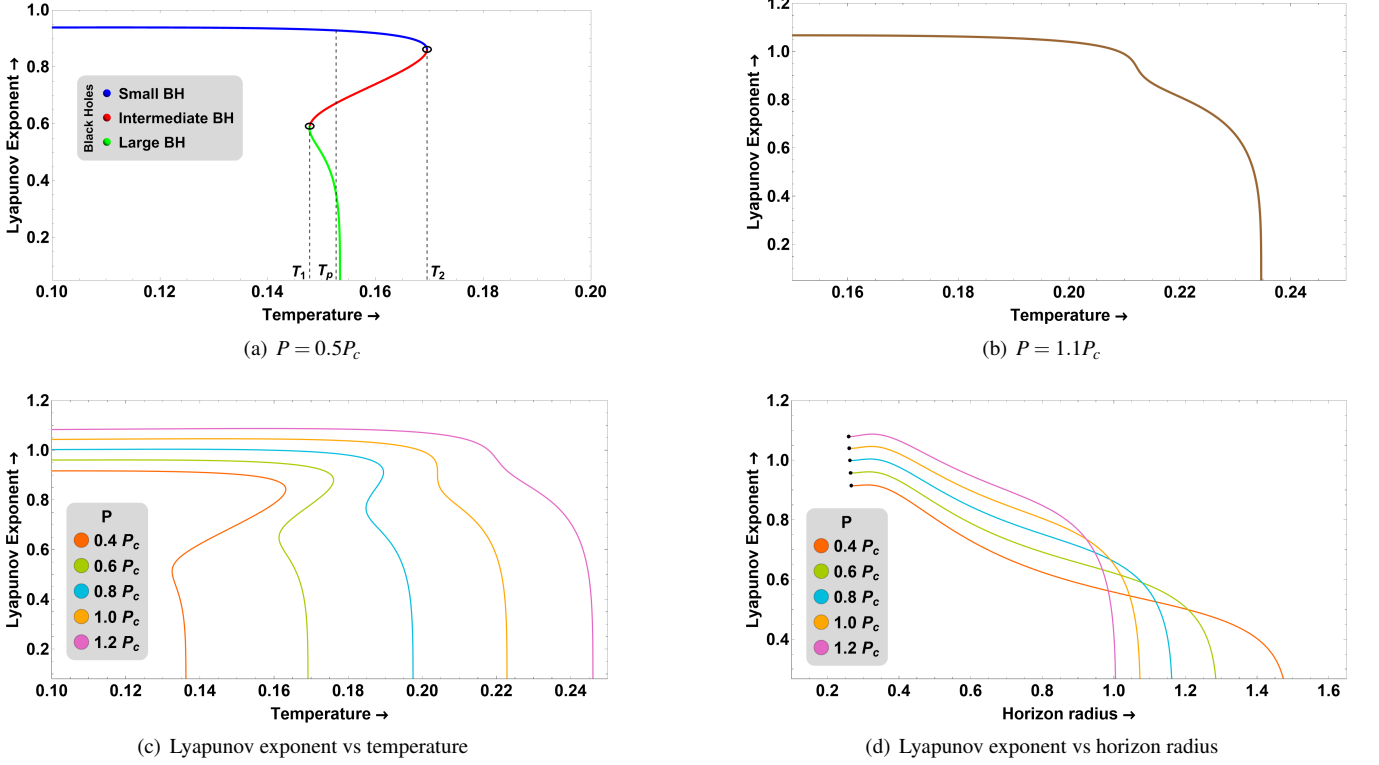 1.0
0.8
0.6
0.4
0.2
0.10
0.12
0.14
0.16
0.18
0.20
Lyapunov Exponent →
Temperature →
Black Holes
Small BH
Intermediate BH
Large BH
T1
Tp
T2
(a) P = 0.5Pc
1.2
1.0
0.8
0.6
0.4
0.2
0.16
0.18
0.20
0.22
0.24
Lyapunov Exponent →
Temperature →
(b) P = 1.1Pc
1.2
1.0
0.8
0.6
0.4
0.2
0.10
0.12
0.14
0.16
0.18
0.20
0.22
0.24
Lyapunov Exponent →
Temperature →
P
0.4 Pc
0.6 Pc
0.8 Pc
1.0 Pc
1.2 Pc
(c) Lyapunov exponent vs temperature
1.2
1.0
0.8
0.6
0.4
0.2
0.4
0.6
0.8
1.0
1.2
1.4
1.6
Lyapunov Exponent →
Horizon radius →
P
0.4 Pc
0.6 Pc
0.8 Pc
1.0 Pc
1.2 Pc
(d) Lyapunov exponent vs horizon radius